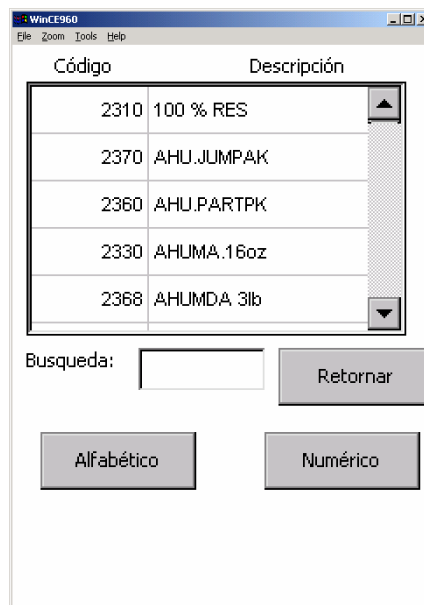 WinCE960
File Zoom Tools Help
Código Descripción
2310 100 % RES
2370 AHU.JUMPAK
2360 AHU.PARTPK
2330 AHUMA.16oz
2368 AHUMDA 3lb
Busqueda:
Retornar
Alfabético Numérico